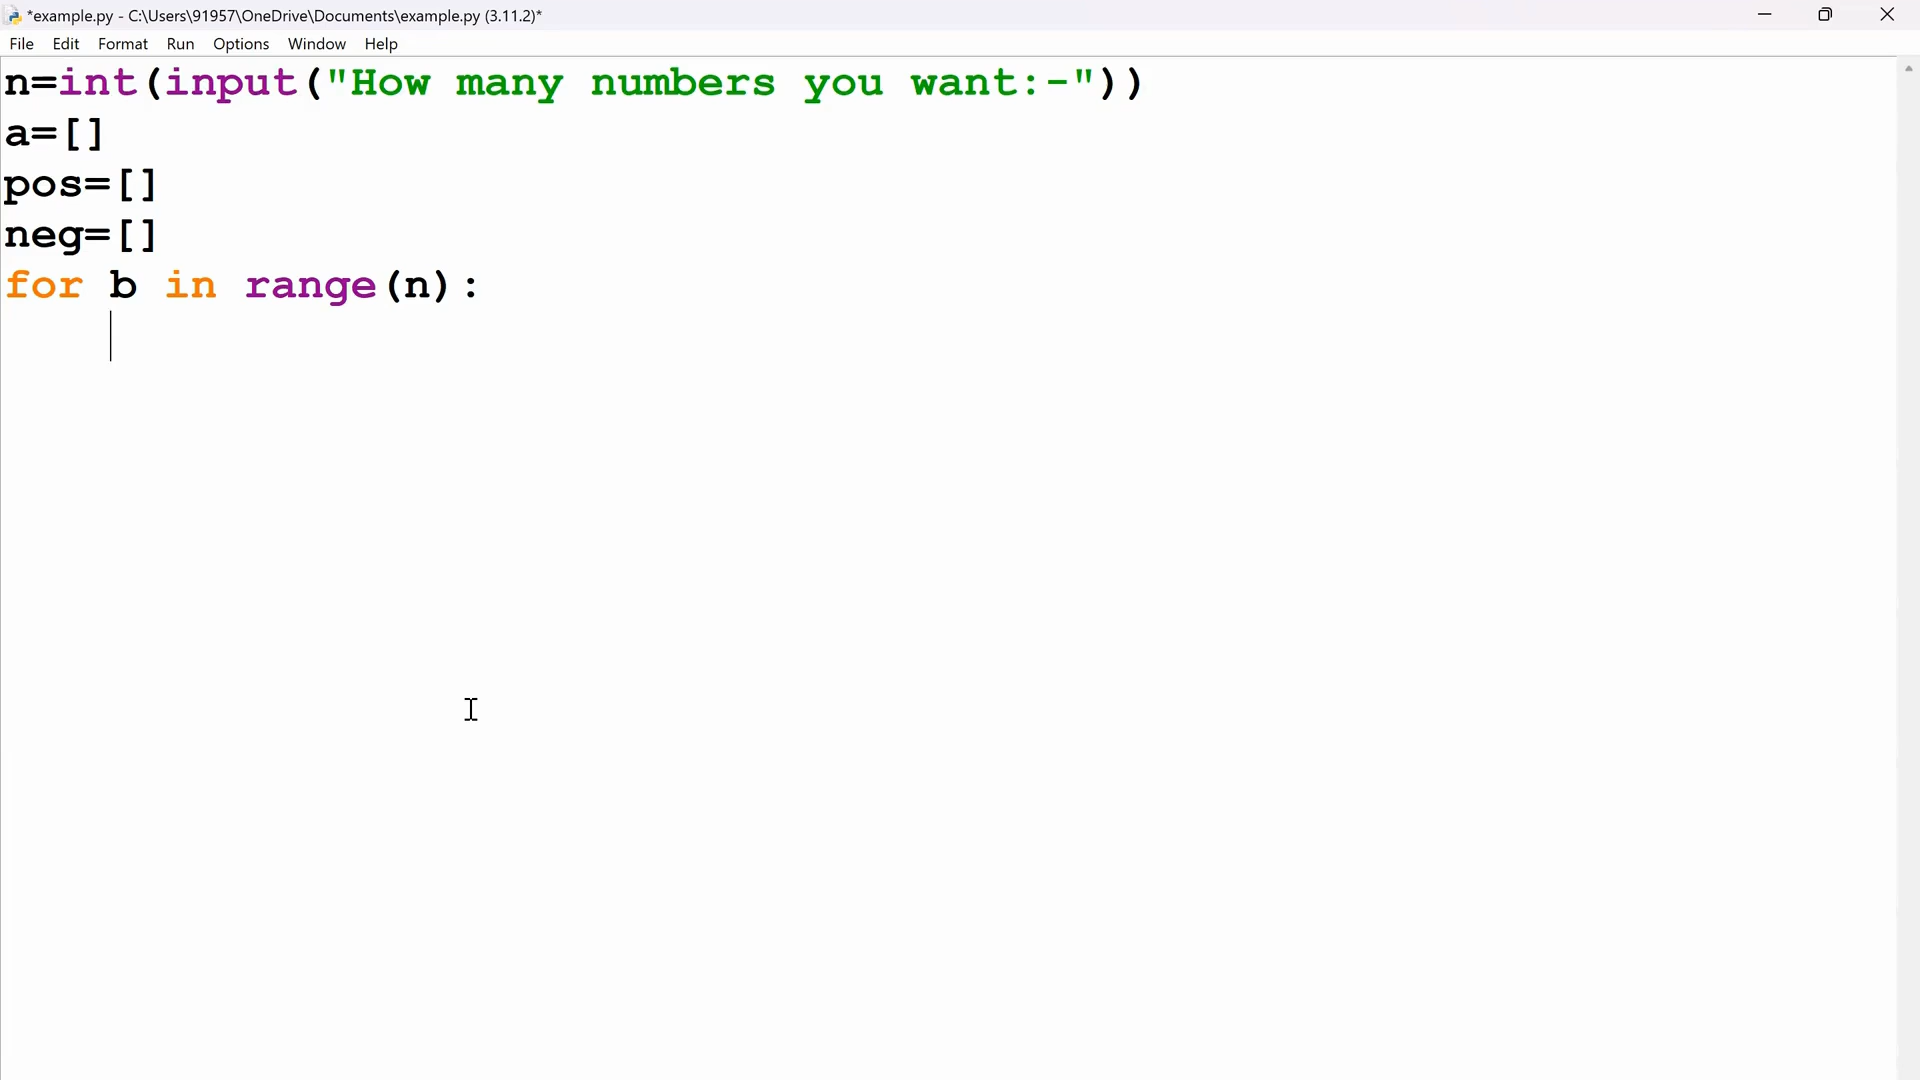 *example.py - C:\Users\91957\OneDrive\Documents\example.py (3.11.2)*
File Edit Format Run Options Window Help
n=int(input("How many numbers you want:-"))
a=[]
pos=[]
neg=[]
for b in range(n):